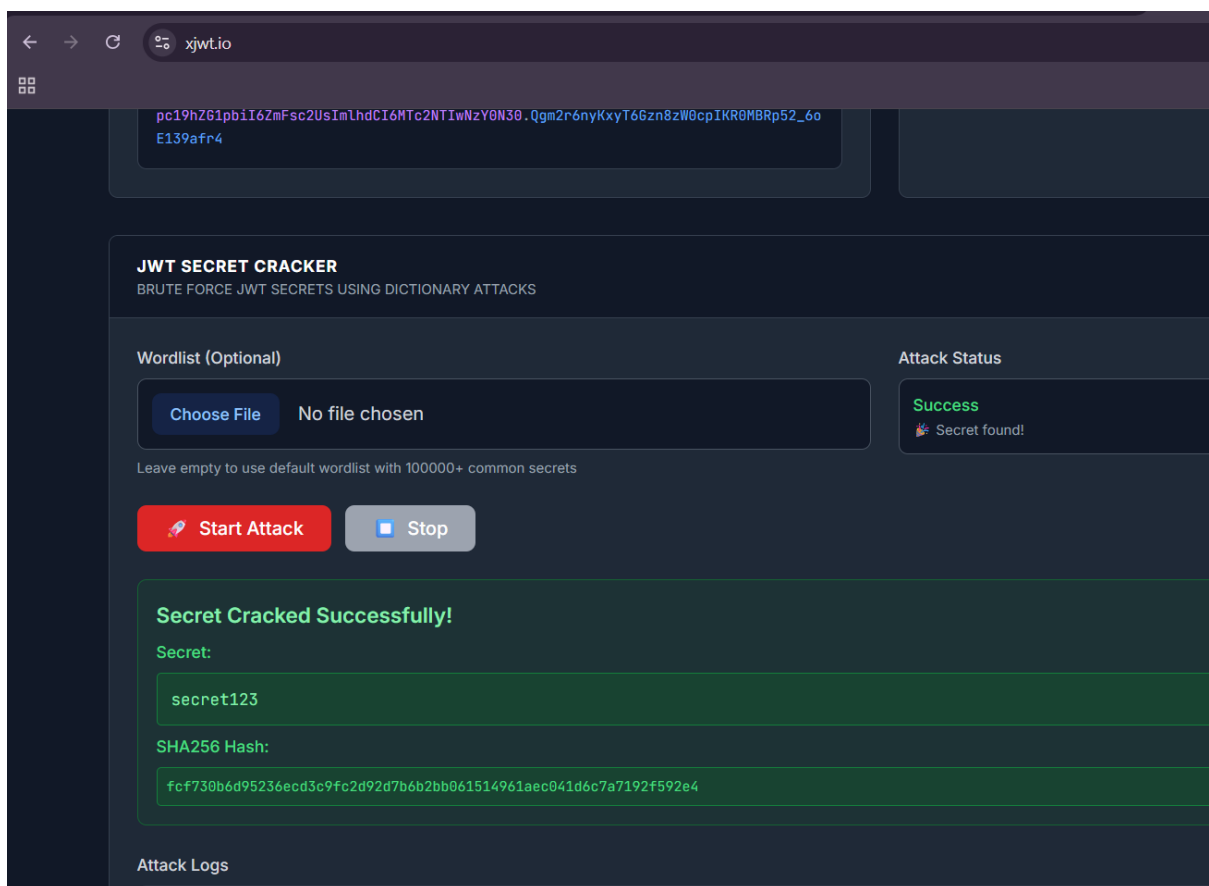 xjwt.io
pc19hZG1pbiI6ZmFsc2UsImlhdCI6MTc2NTIwNzY0N30.Qgm2r6nyKxyT6Gzn8zW0cpIKR0MBRp52_6o
E139afr4
JWT SECRET CRACKER
BRUTE FORCE JWT SECRETS USING DICTIONARY ATTACKS
Wordlist (Optional)
Attack Status
Choose File No file chosen
Success
🎉 Secret found!
Leave empty to use default wordlist with 100000+ common secrets
🚀 Start Attack
⏹️ Stop
Secret Cracked Successfully!
Secret:
secret123
SHA256 Hash:
fcf730b6d95236ecd3c9fc2d92d7b6b2bb061514961aec041d6c7a7192f592e4
Attack Logs